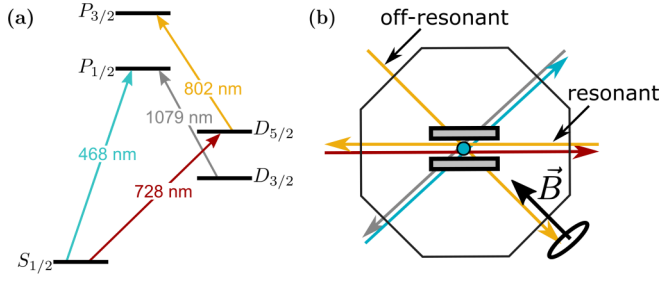 (a)
P3/2
P1/2
802 nm
1079 nm
468 nm
D5/2
728 nm
D3/2
S1/2
(b)
off-resonant
resonant
B⃗